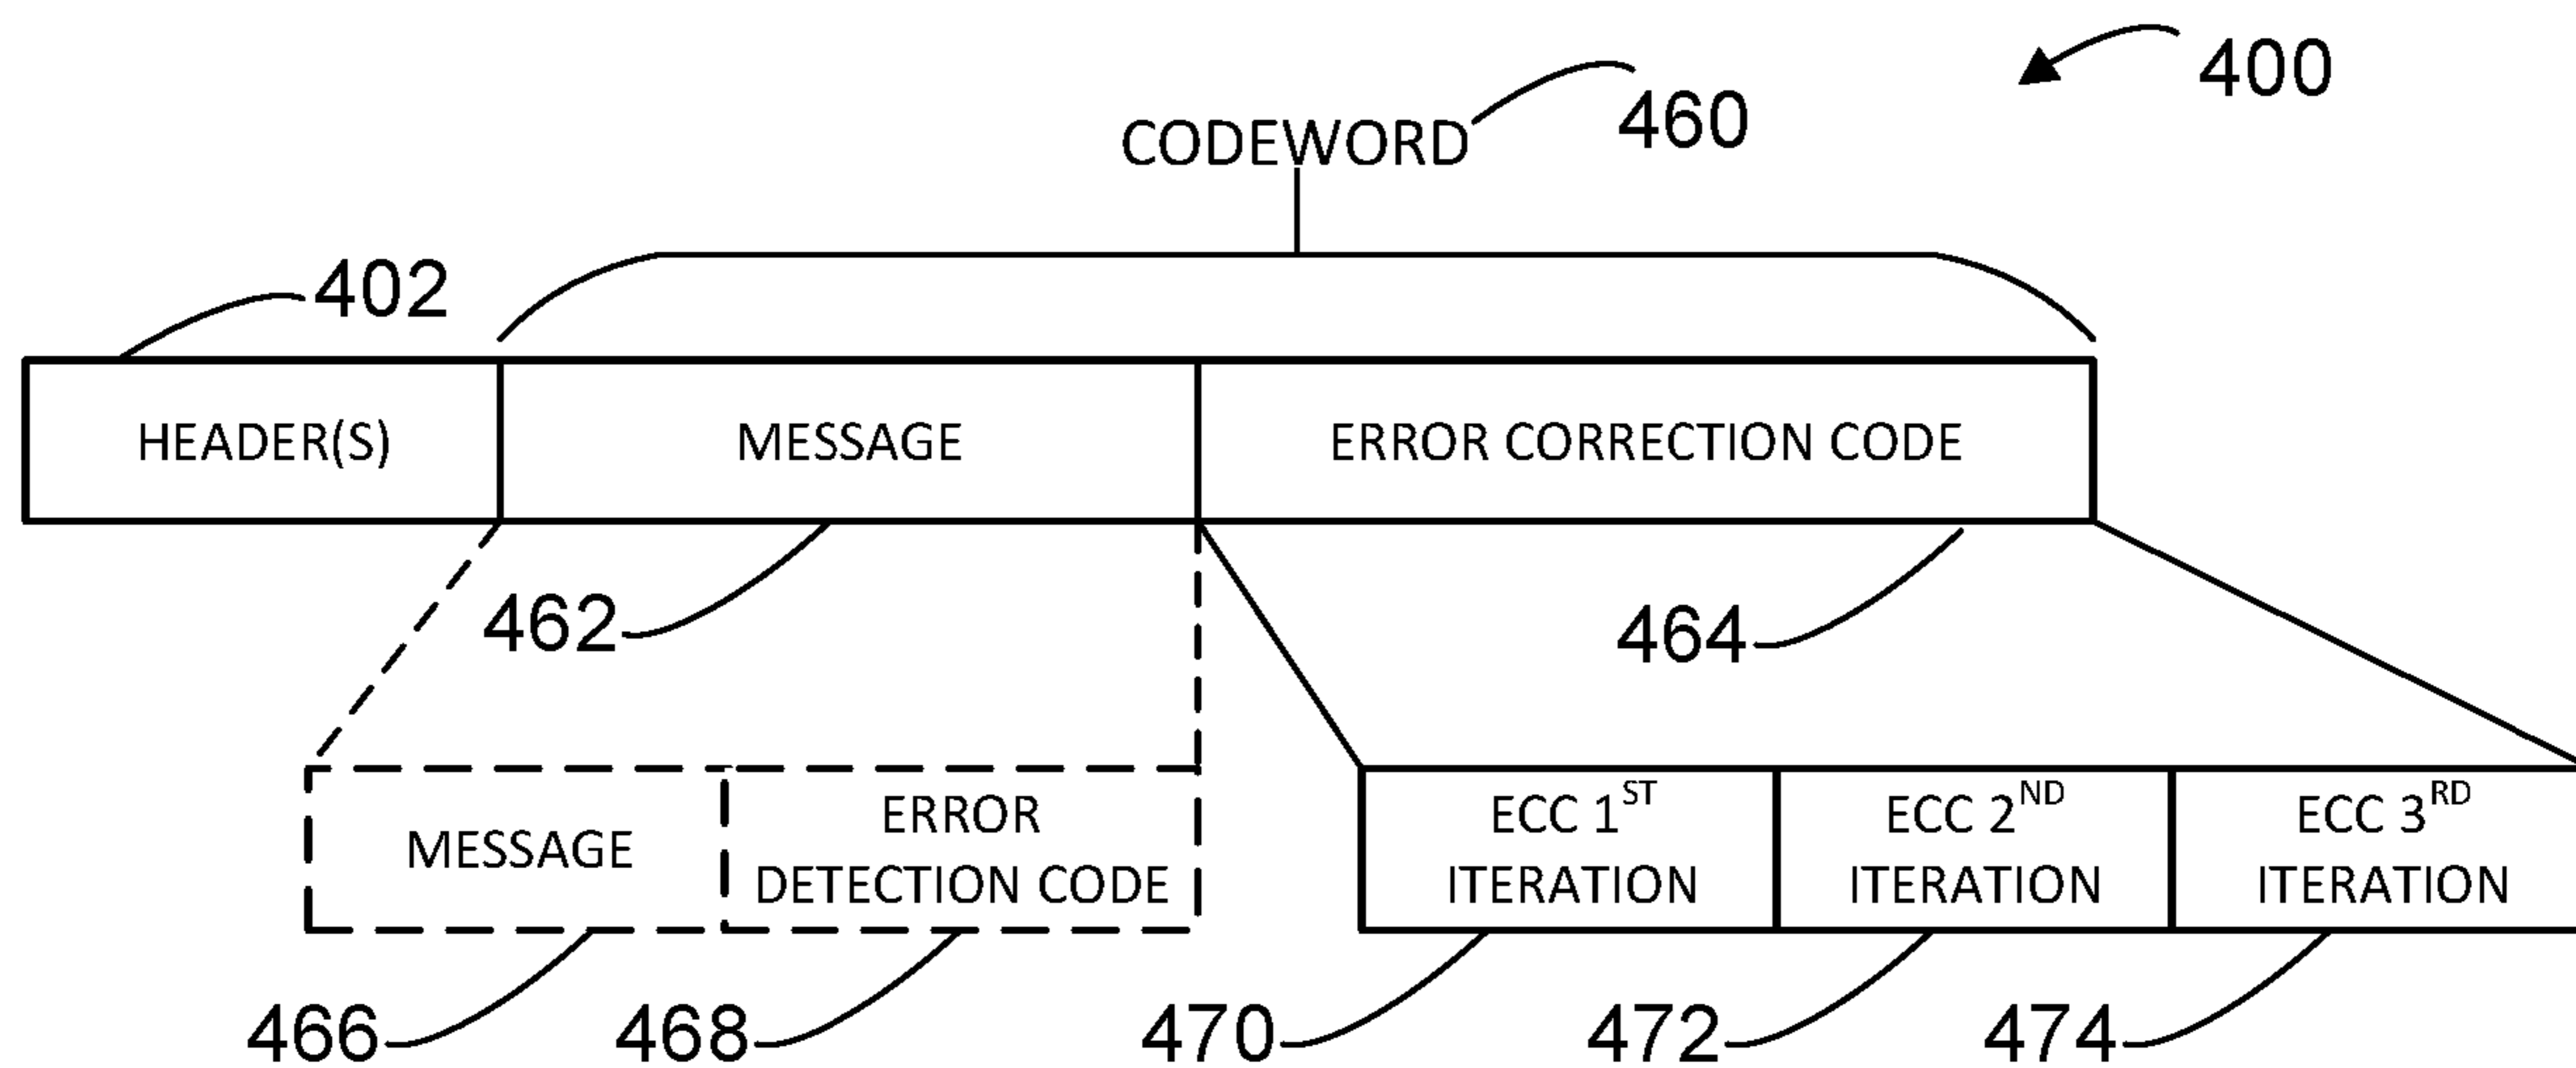 400
CODEWORD 460
402
HEADER(S) MESSAGE ERROR CORRECTION CODE
462 464
MESSAGE
ERROR
DETECTION CODE
ECC 1ST
ITERATION
ECC 2ND
ITERATION
ECC 3RD
ITERATION
466 468 470 472 474